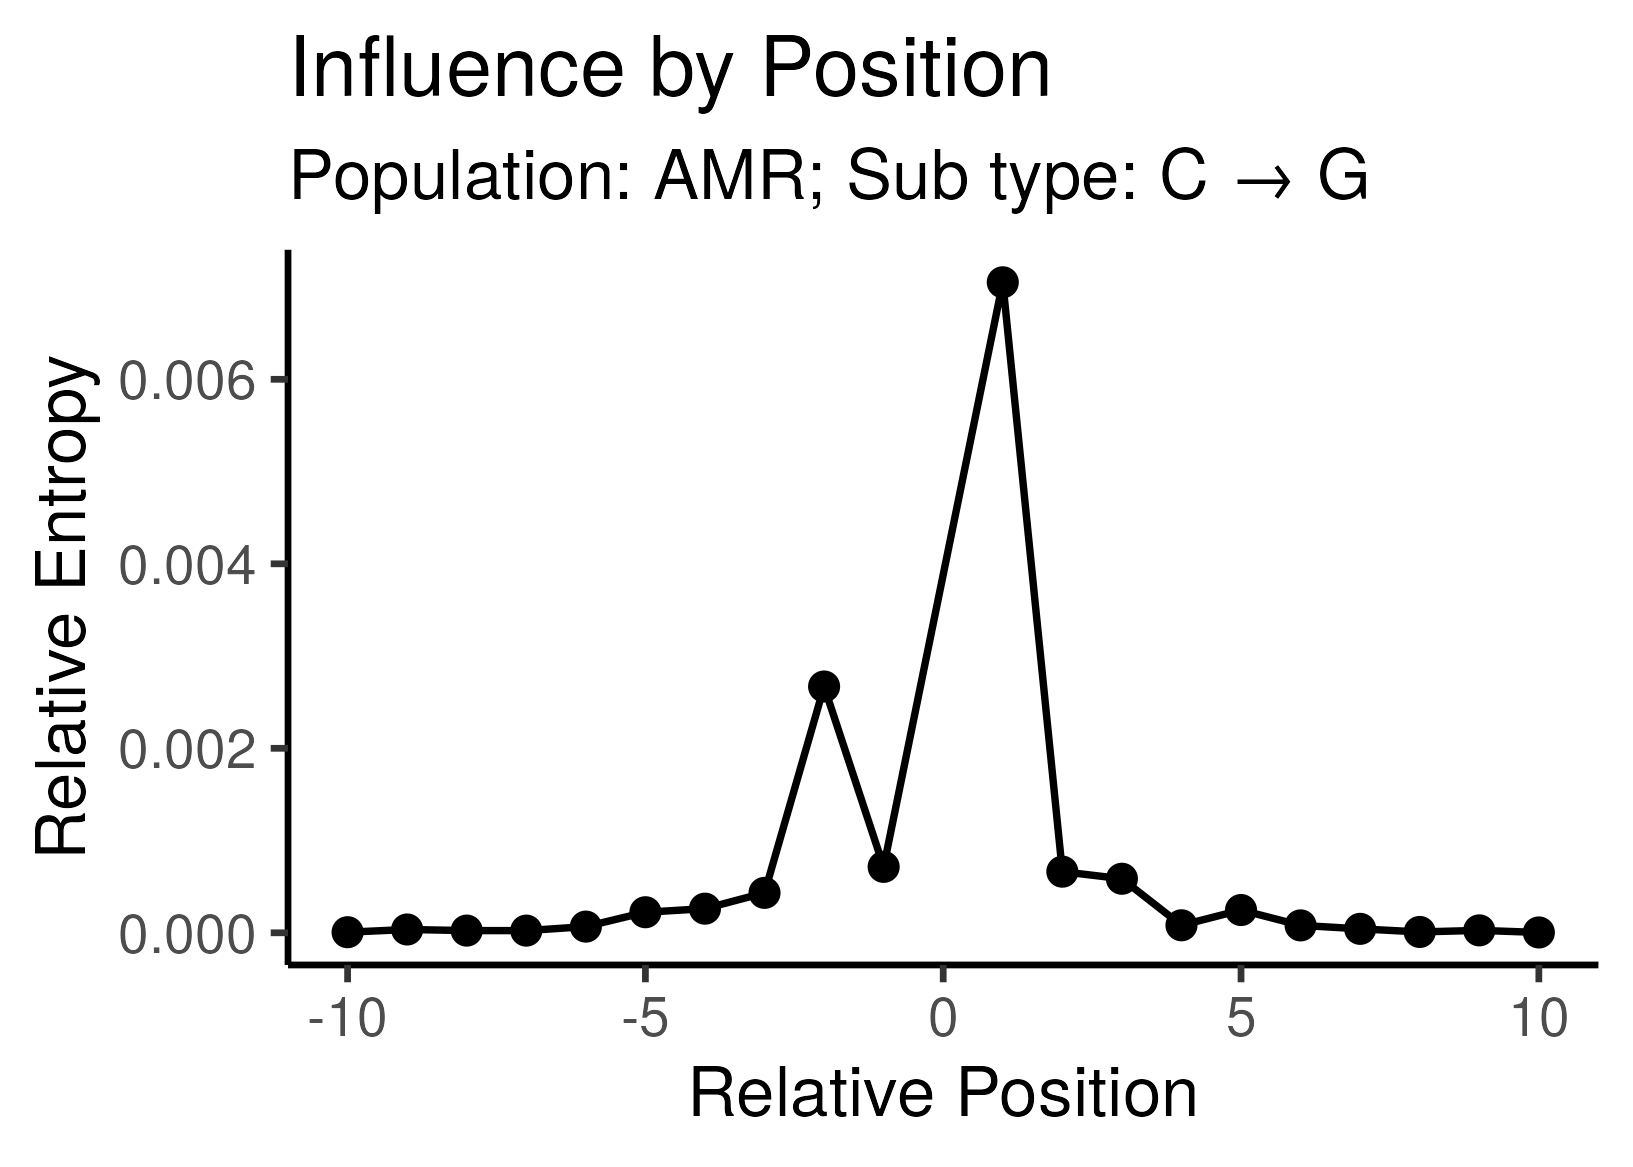 Influence by Position
Population: AMR; Sub type: C → G
Relative Entropy
0.006
0.004
0.002
0.000
-10
-5
0
5
10
Relative Position